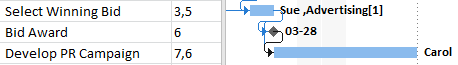 Select Winning Bid 3,5 Sue ,Advertising[1]
Bid Award 6 03-28
Develop PR Campaign 7,6 Carol